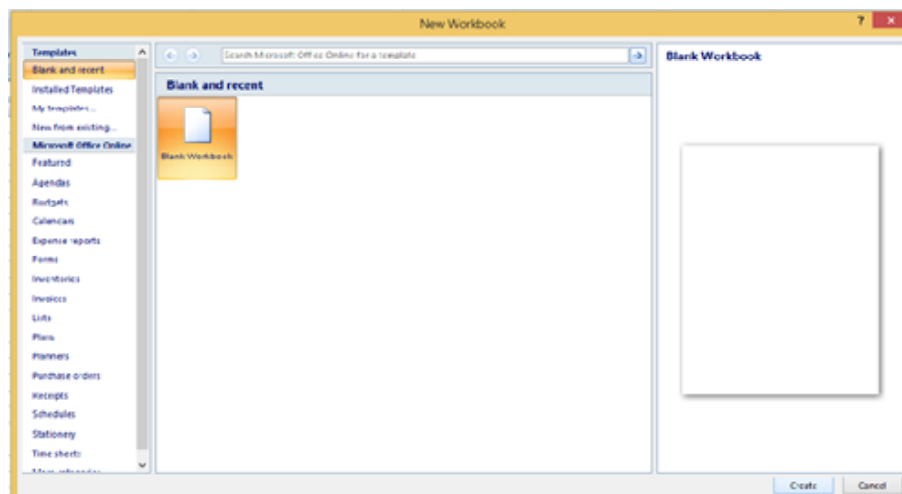 New Workbook
?
Templates
Blank and recent
Installed Templates
My templates...
New from existing...
Microsoft Office Online
Featured
Agendas
Budgets
Calendars
Expense reports
Forms
Inventories
Invoices
Lists
Plans
Planners
Purchase orders
Receipts
Schedules
Stationery
Time sheets
More categories
Search Microsoft Office Online for a template
Blank and recent
Blank Workbook
Blank Workbook
Create
Cancel